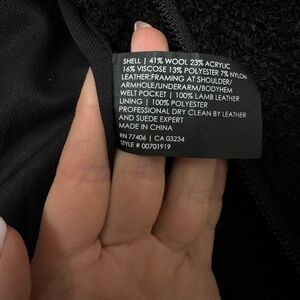 SHELL | 41% WOOL 23% ACRYLIC
16% VISCOSE 13% POLYESTER 7% NYLON
LEATHER:FRAMING AT SHOULDER/
ARMHOLE/UNDERARM/BODYHEM
WELT POCKET | 100% LAMB LEATHER
LINING | 100% POLYESTER
PROFESSIONAL DRY CLEAN BY LEATHER
AND SUEDE EXPERT
MADE IN CHINA
RN 77406 | CA 03234
STYLE # 00701919